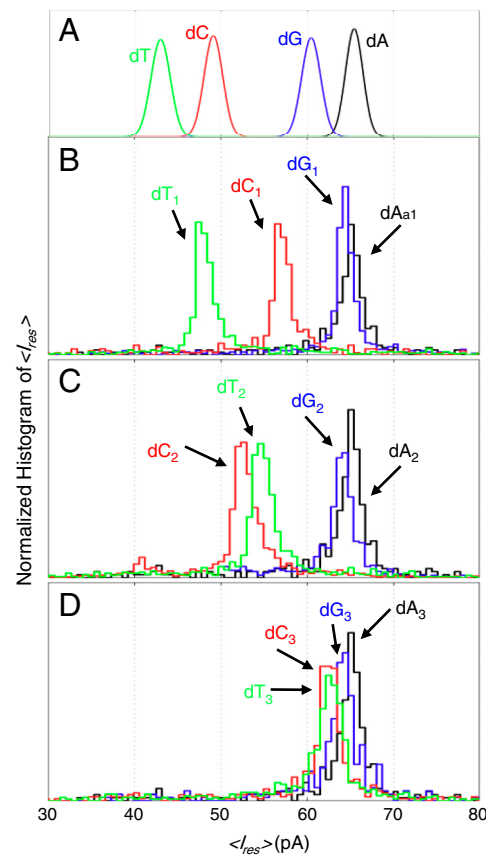 A
dT
dC
dG
dA
B
dT1
dC1
dG1
dAa1
C
dC2
dT2
dG2
dA2
D
dC3
dT3
dG3
dA3
Normalized Histogram of <Ires>
30 40 50 60 70 80
<Ires> (pA)